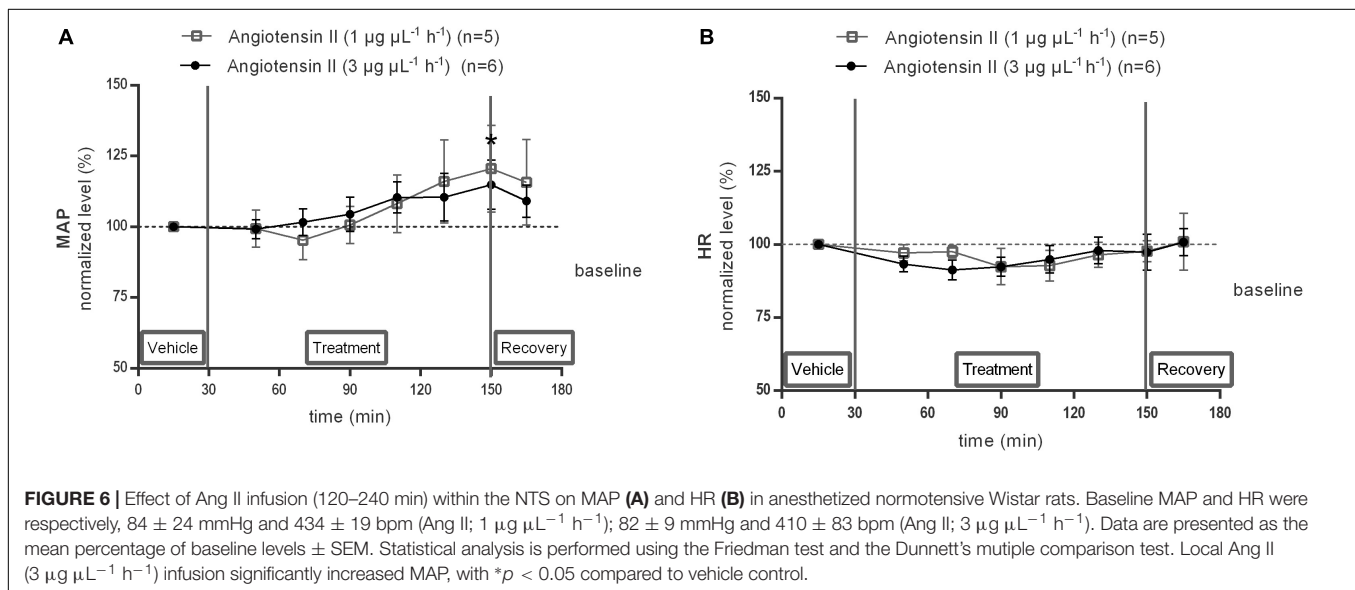 A
Angiotensin II (1 µg µL⁻¹ h⁻¹) (n=5)
Angiotensin II (3 µg µL⁻¹ h⁻¹) (n=6)
150
125
100
75
50
MAP
normalized level (%)
*
baseline
Vehicle
Treatment
Recovery
0 30 60 90 120 150 180
time (min)
B
Angiotensin II (1 µg µL⁻¹ h⁻¹) (n=5)
Angiotensin II (3 µg µL⁻¹ h⁻¹) (n=6)
150
125
100
75
50
HR
normalized level (%)
baseline
Vehicle
Treatment
Recovery
0 30 60 90 120 150 180
time (min)
FIGURE 6 | Effect of Ang II infusion (120–240 min) within the NTS on MAP (A) and HR (B) in anesthetized normotensive Wistar rats. Baseline MAP and HR were
respectively, 84 ± 24 mmHg and 434 ± 19 bpm (Ang II; 1 µg µL⁻¹ h⁻¹); 82 ± 9 mmHg and 410 ± 83 bpm (Ang II; 3 µg µL⁻¹ h⁻¹). Data are presented as the
mean percentage of baseline levels ± SEM. Statistical analysis is performed using the Friedman test and the Dunnett's mutiple comparison test. Local Ang II
(3 µg µL⁻¹ h⁻¹) infusion significantly increased MAP, with *p < 0.05 compared to vehicle control.